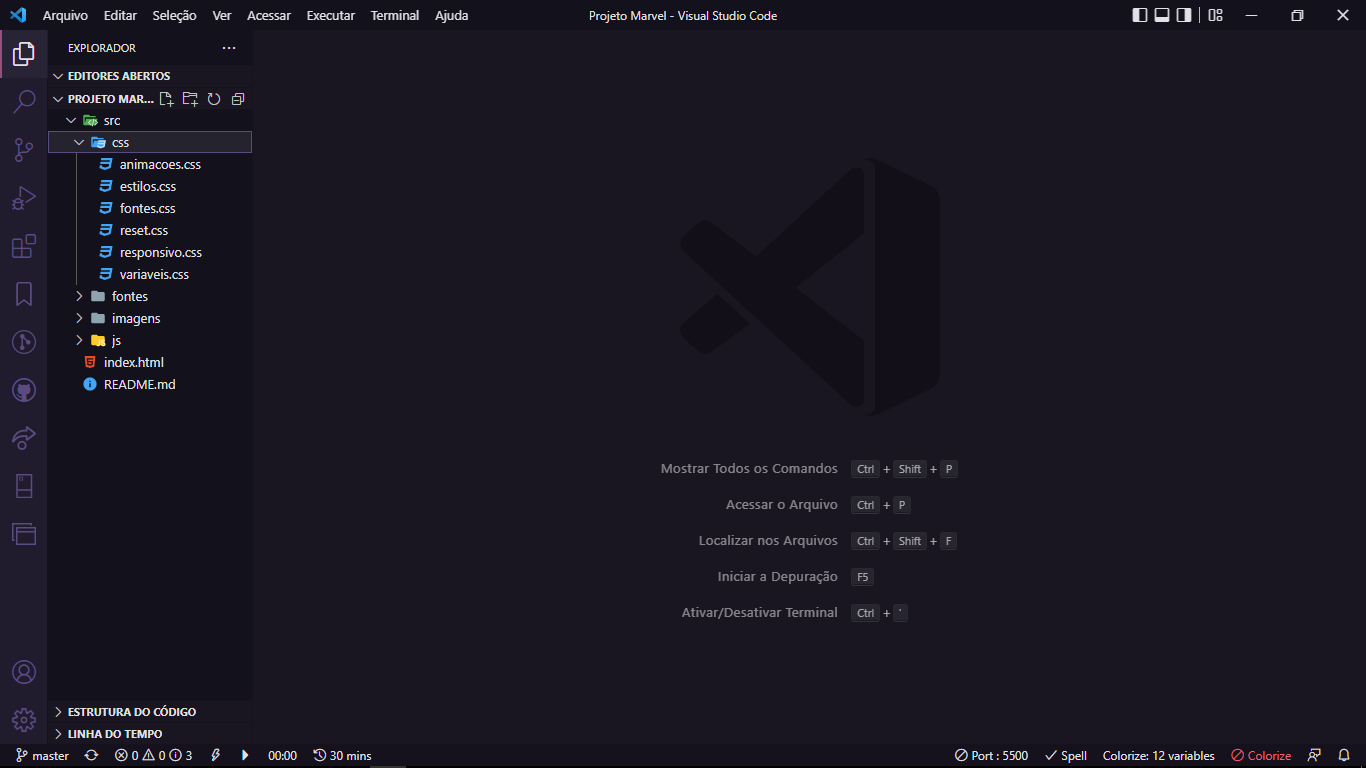 Arquivo Editar Seleção Ver Acessar Executar Terminal Ajuda Projeto Marvel - Visual Studio Code
EXPLORADOR
EDITORES ABERTOS
PROJETO MAR...
src
css
animacoes.css
estilos.css
fontes.css
reset.css
responsivo.css
variaveis.css
fontes
imagens
js
index.html
README.md
Mostrar Todos os Comandos Ctrl + Shift + P
Acessar o Arquivo Ctrl + P
Localizar nos Arquivos Ctrl + Shift + F
Iniciar a Depuração F5
Ativar/Desativar Terminal Ctrl + '
ESTRUTURA DO CÓDIGO
LINHA DO TEMPO
master 0 0 3 00:00 30 mins Port : 5500 Spell Colorize: 12 variables Colorize